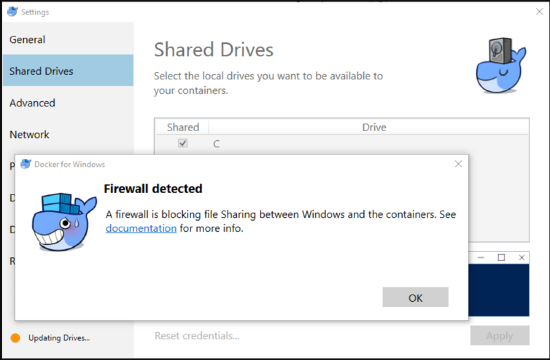 Settings
General
Shared Drives
Advanced
Network
Shared Drives
Select the local drives you want to be available to
your containers.
Shared Drive
C
Docker for Windows
Firewall detected
A firewall is blocking file Sharing between Windows and the containers. See
documentation for more info.
OK
P
D
D
R
Updating Drives...
Reset credentials...
Apply